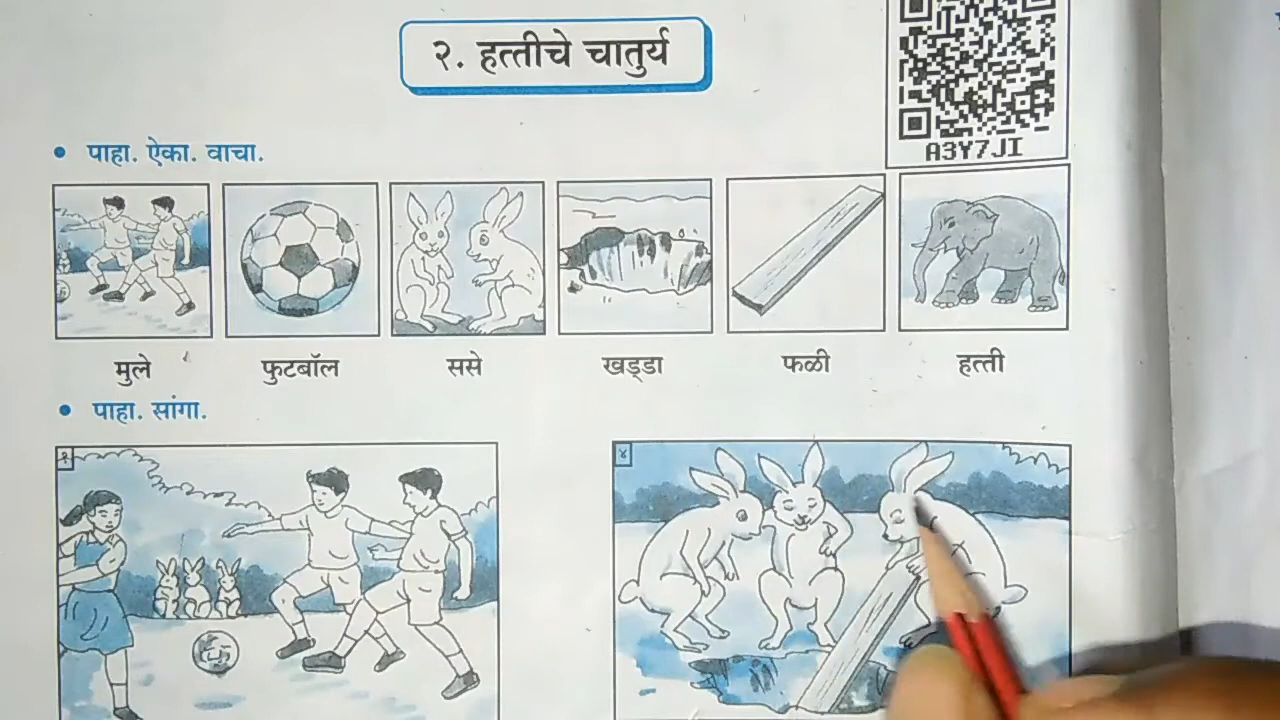 २. हत्तीचे चातुर्य
A3Y7JI
• पाहा. ऐका. वाचा.
मुले
फुटबॉल
ससे
खड्डा
फळी
हत्ती
• पाहा. सांगा.
१
४